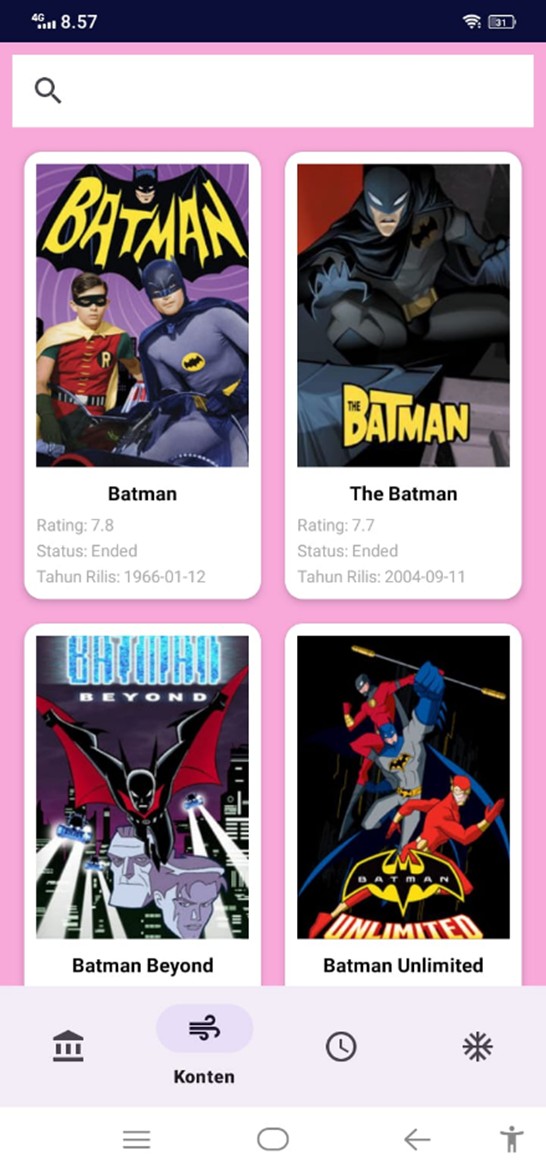 4G 8.57 31
BATMAN
R
THE
BATMAN
Batman
Rating: 7.8
Status: Ended
Tahun Rilis: 1966-01-12
The Batman
Rating: 7.7
Status: Ended
Tahun Rilis: 2004-09-11
BATMAN
BEYOND
BATMAN
UNLIMITED
Batman Beyond
Batman Unlimited
Konten